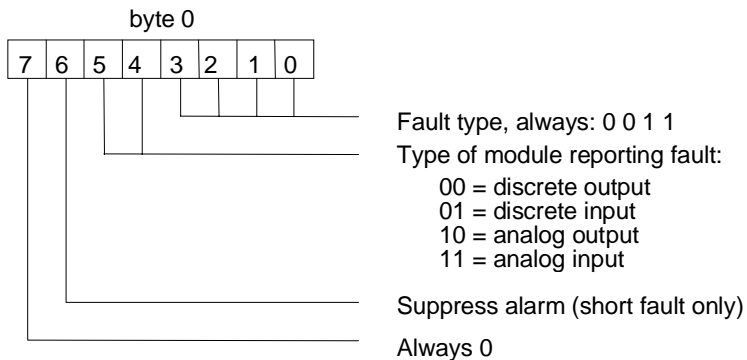 byte 0
7 6 5 4 3 2 1 0
Fault type, always: 0 0 1 1
Type of module reporting fault:
00 = discrete output
01 = discrete input
10 = analog output
11 = analog input
Suppress alarm (short fault only)
Always 0